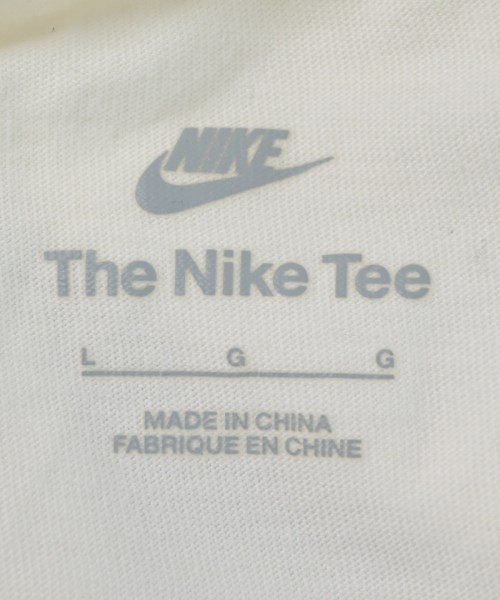 NIKE
The Nike Tee
L G G
MADE IN CHINA
FABRIQUE EN CHINE